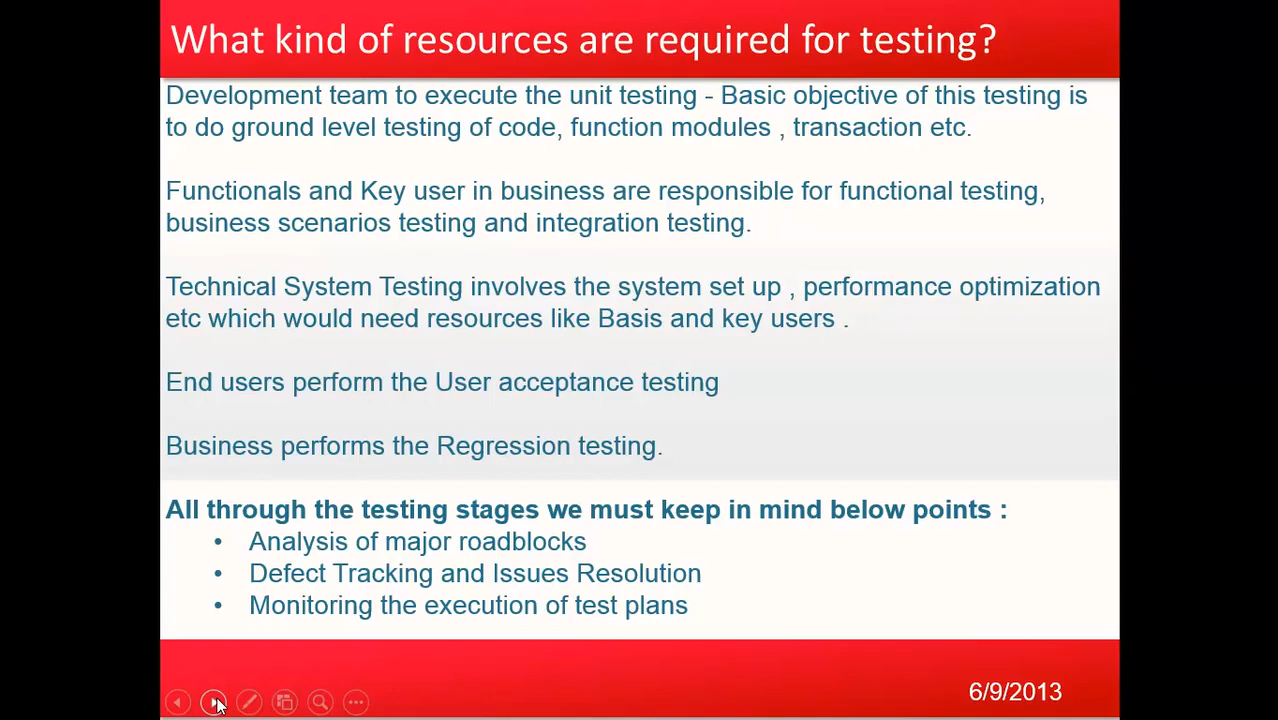 What kind of resources are required for testing?
Development team to execute the unit testing - Basic objective of this testing is
to do ground level testing of code, function modules , transaction etc.
Functionals and Key user in business are responsible for functional testing,
business scenarios testing and integration testing.
Technical System Testing involves the system set up , performance optimization
etc which would need resources like Basis and key users .
End users perform the User acceptance testing
Business performs the Regression testing.
All through the testing stages we must keep in mind below points :
• Analysis of major roadblocks
• Defect Tracking and Issues Resolution
• Monitoring the execution of test plans
6/9/2013